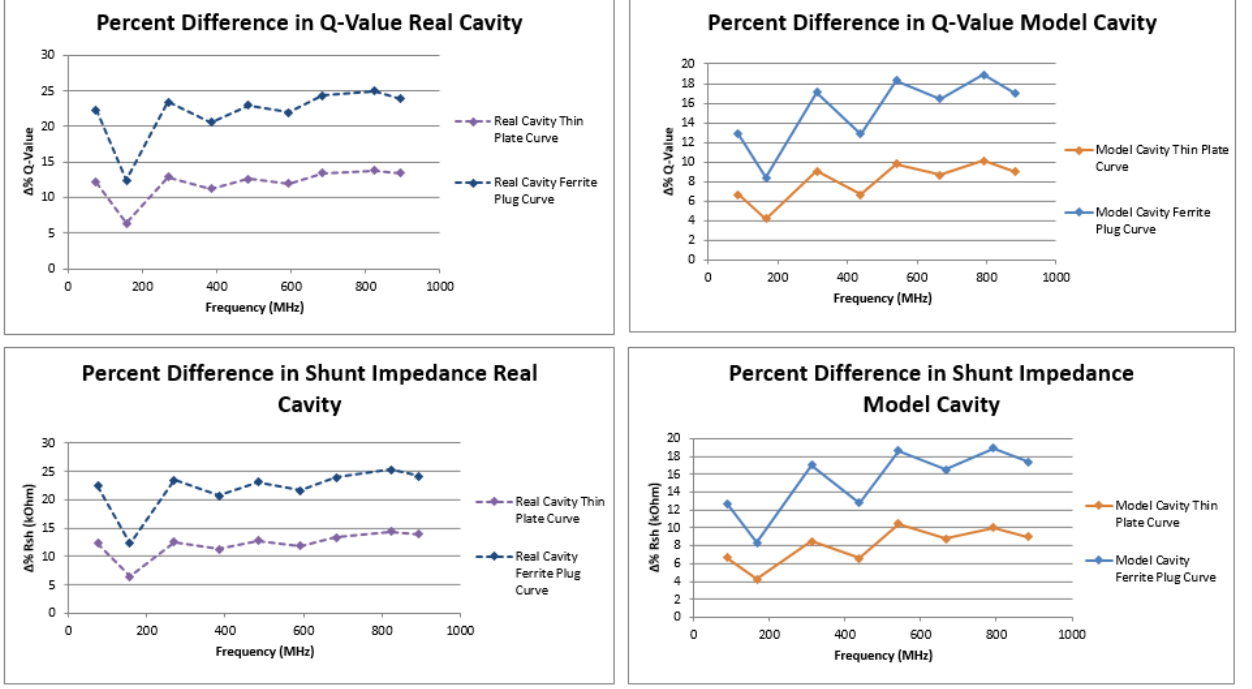 Percent Difference in Q-Value Real Cavity
30
25
20
15
10
5
0
Δ% Q-Value
0 200 400 600 800 1000
Frequency (MHz)
Real Cavity Thin
Plate Curve
Real Cavity Ferrite
Plug Curve
Percent Difference in Q-Value Model Cavity
20
18
16
14
12
10
8
6
4
2
0
Δ% Q-Value
0 200 400 600 800 1000
Frequency (MHz)
Model Cavity Thin Plate
Curve
Model Cavity Ferrite
Plug Curve
Percent Difference in Shunt Impedance Real
Cavity
30
25
20
15
10
5
0
Δ% Rsh (kOhm)
0 200 400 600 800 1000
Frequency (MHz)
Real Cavity Thin
Plate Curve
Real Cavity
Ferrite Plug
Curve
Percent Difference in Shunt Impedance
Model Cavity
20
18
16
14
12
10
8
6
4
2
0
Δ% Rsh (kOhm)
0 200 400 600 800 1000
Frequency (MHz)
Model Cavity Thin
Plate Curve
Model Cavity
Ferrite Plug Curve